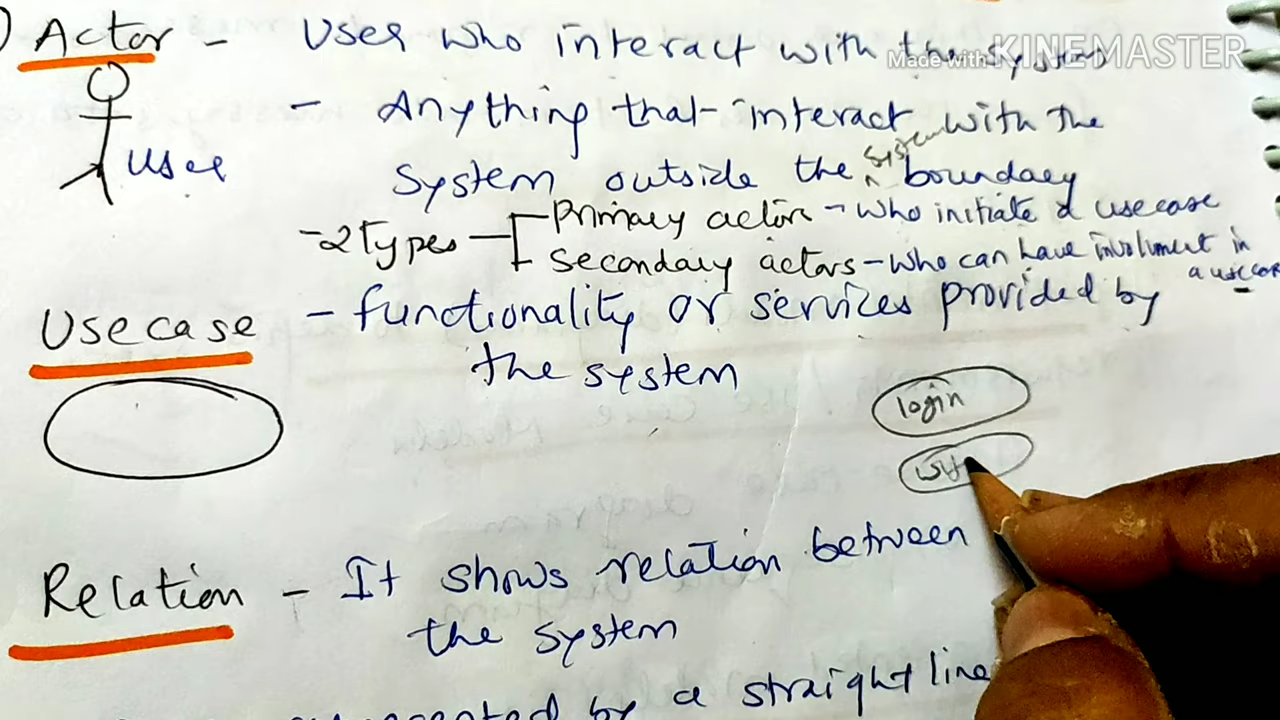 ) Actor - User who interact with the system
Made with KINEMASTER
- Anything that interact with the
system
User
system outside the ^ boundary
- 2 Types - Primary actor - who initiate a usecase
Secondary actors - who can have involvment in
a usecase
Usecase - functionality or services provided by
the system
login
Relation - It shows relation between
the system
by a straight line